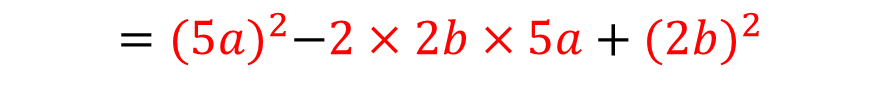 = (5a)²−2 × 2b × 5a + (2b)²